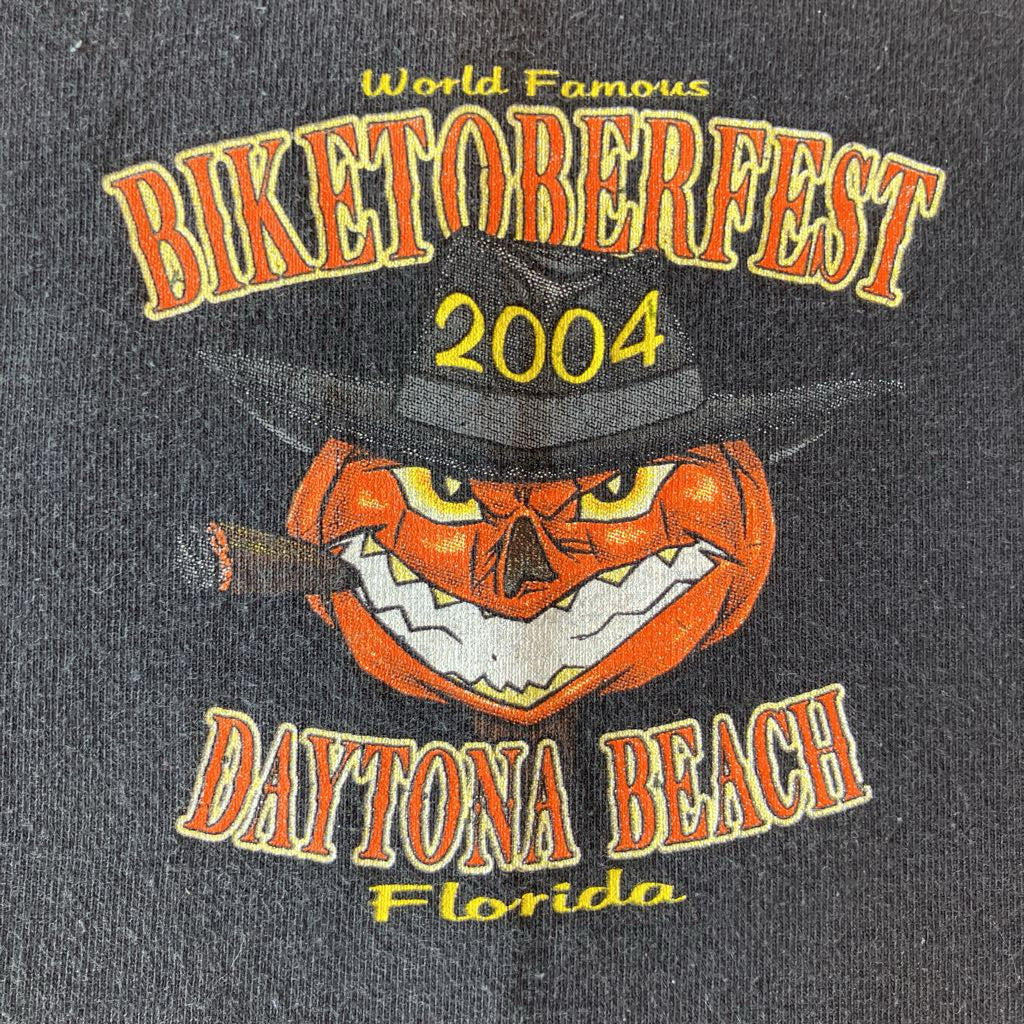 World Famous
BIKETOBERFEST
2004
DAYTONA BEACH
Florida